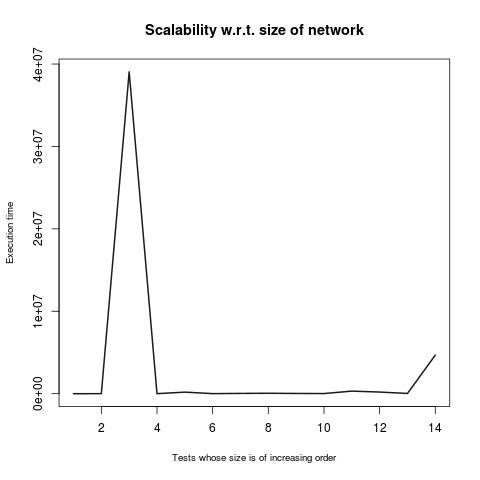 Scalability w.r.t. size of network
Execution time
4e+07
3e+07
2e+07
1e+07
0e+00
2 4 6 8 10 12 14
Tests whose size is of increasing order